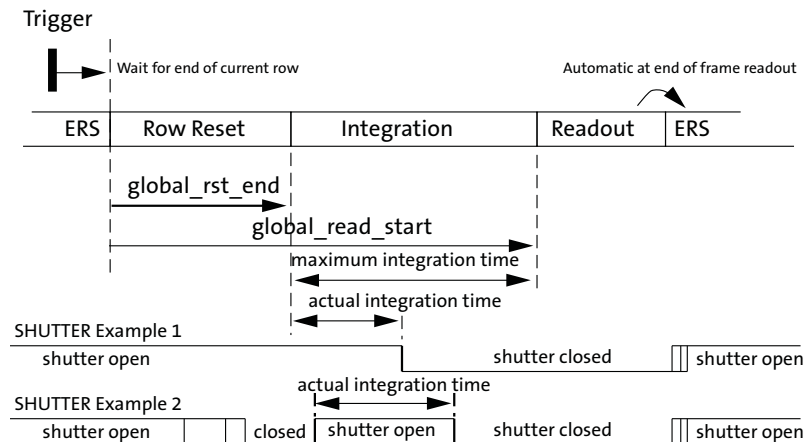 Trigger
Wait for end of current row
Automatic at end of frame readout
ERS Row Reset Integration Readout ERS
global_rst_end
global_read_start
maximum integration time
actual integration time
SHUTTER Example 1
shutter open shutter closed shutter open
actual integration time
SHUTTER Example 2
shutter open closed shutter open shutter closed shutter open